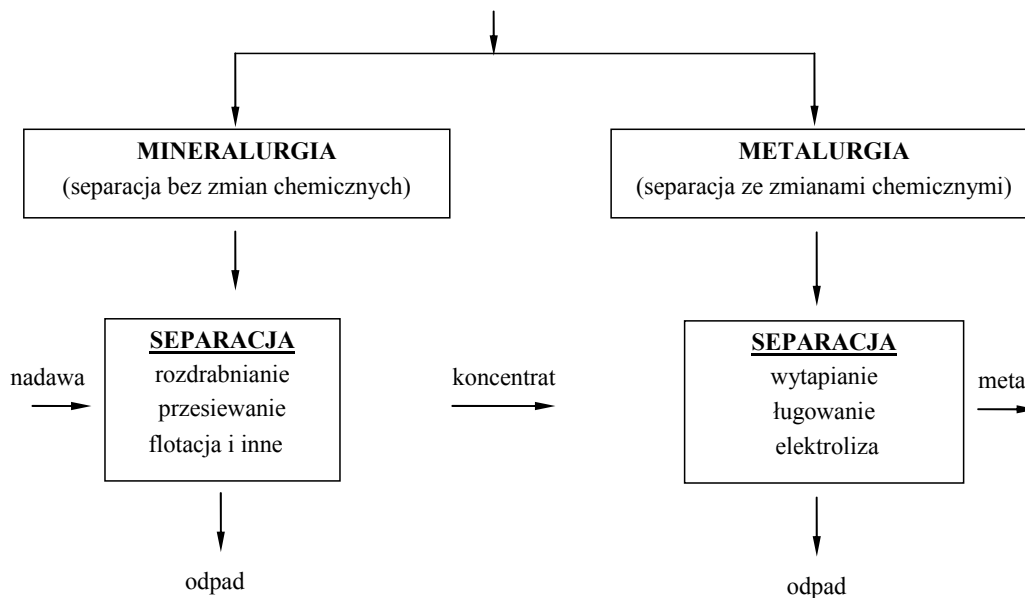 MINERALURGIA
(separacja bez zmian chemicznych)
METALURGIA
(separacja ze zmianami chemicznymi)
nadawa
SEPARACJA
rozdrabnianie
przesiewanie
flotacja i inne
koncentrat
SEPARACJA
wytapianie
ługowanie
elektroliza
meta
odpad
odpad